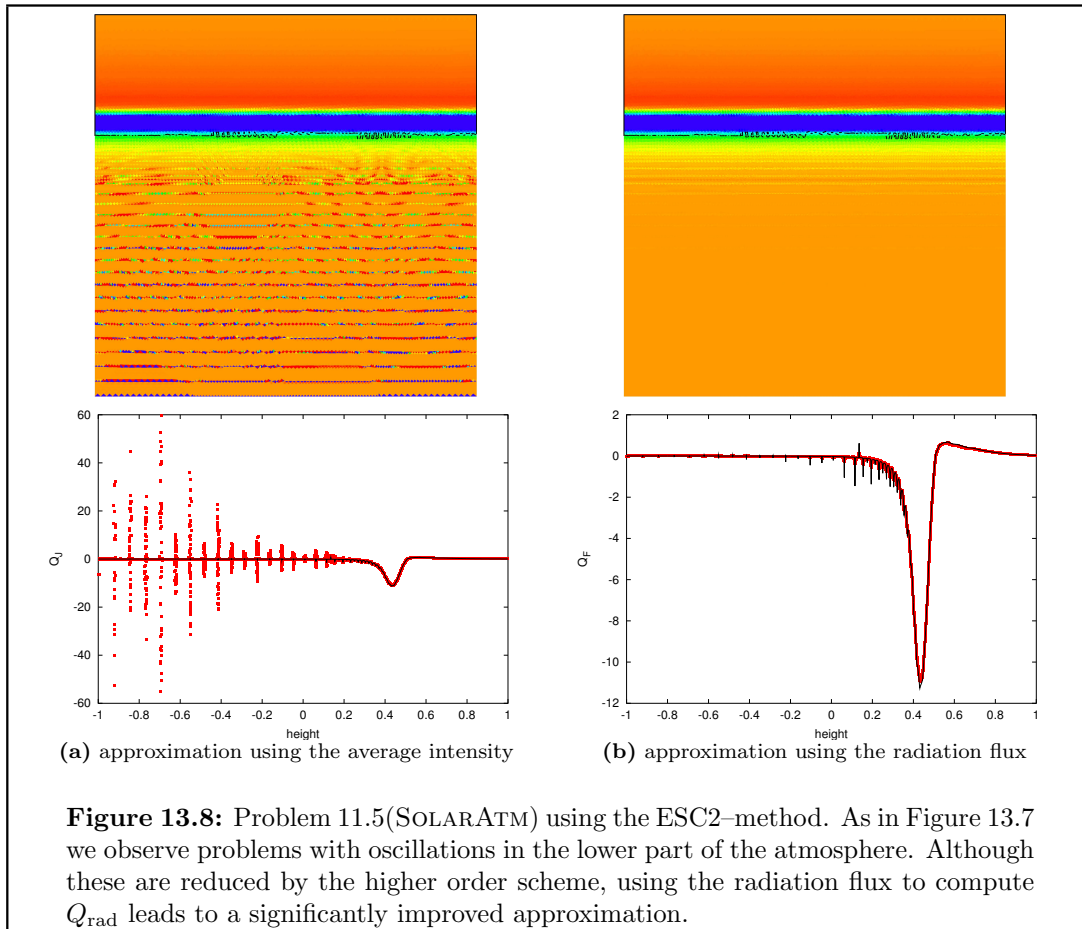 60
40
20
0
-20
-40
-60
Q_J
-1 -0.8 -0.6 -0.4 -0.2 0 0.2 0.4 0.6 0.8 1
height
(a) approximation using the average intensity
2
0
-2
-4
-6
-8
-10
-12
Q_F
-1 -0.8 -0.6 -0.4 -0.2 0 0.2 0.4 0.6 0.8 1
height
(b) approximation using the radiation flux
Figure 13.8: Problem 11.5(SOLARATM) using the ESC2–method. As in Figure 13.7
we observe problems with oscillations in the lower part of the atmosphere. Although
these are reduced by the higher order scheme, using the radiation flux to compute
Q_rad leads to a significantly improved approximation.